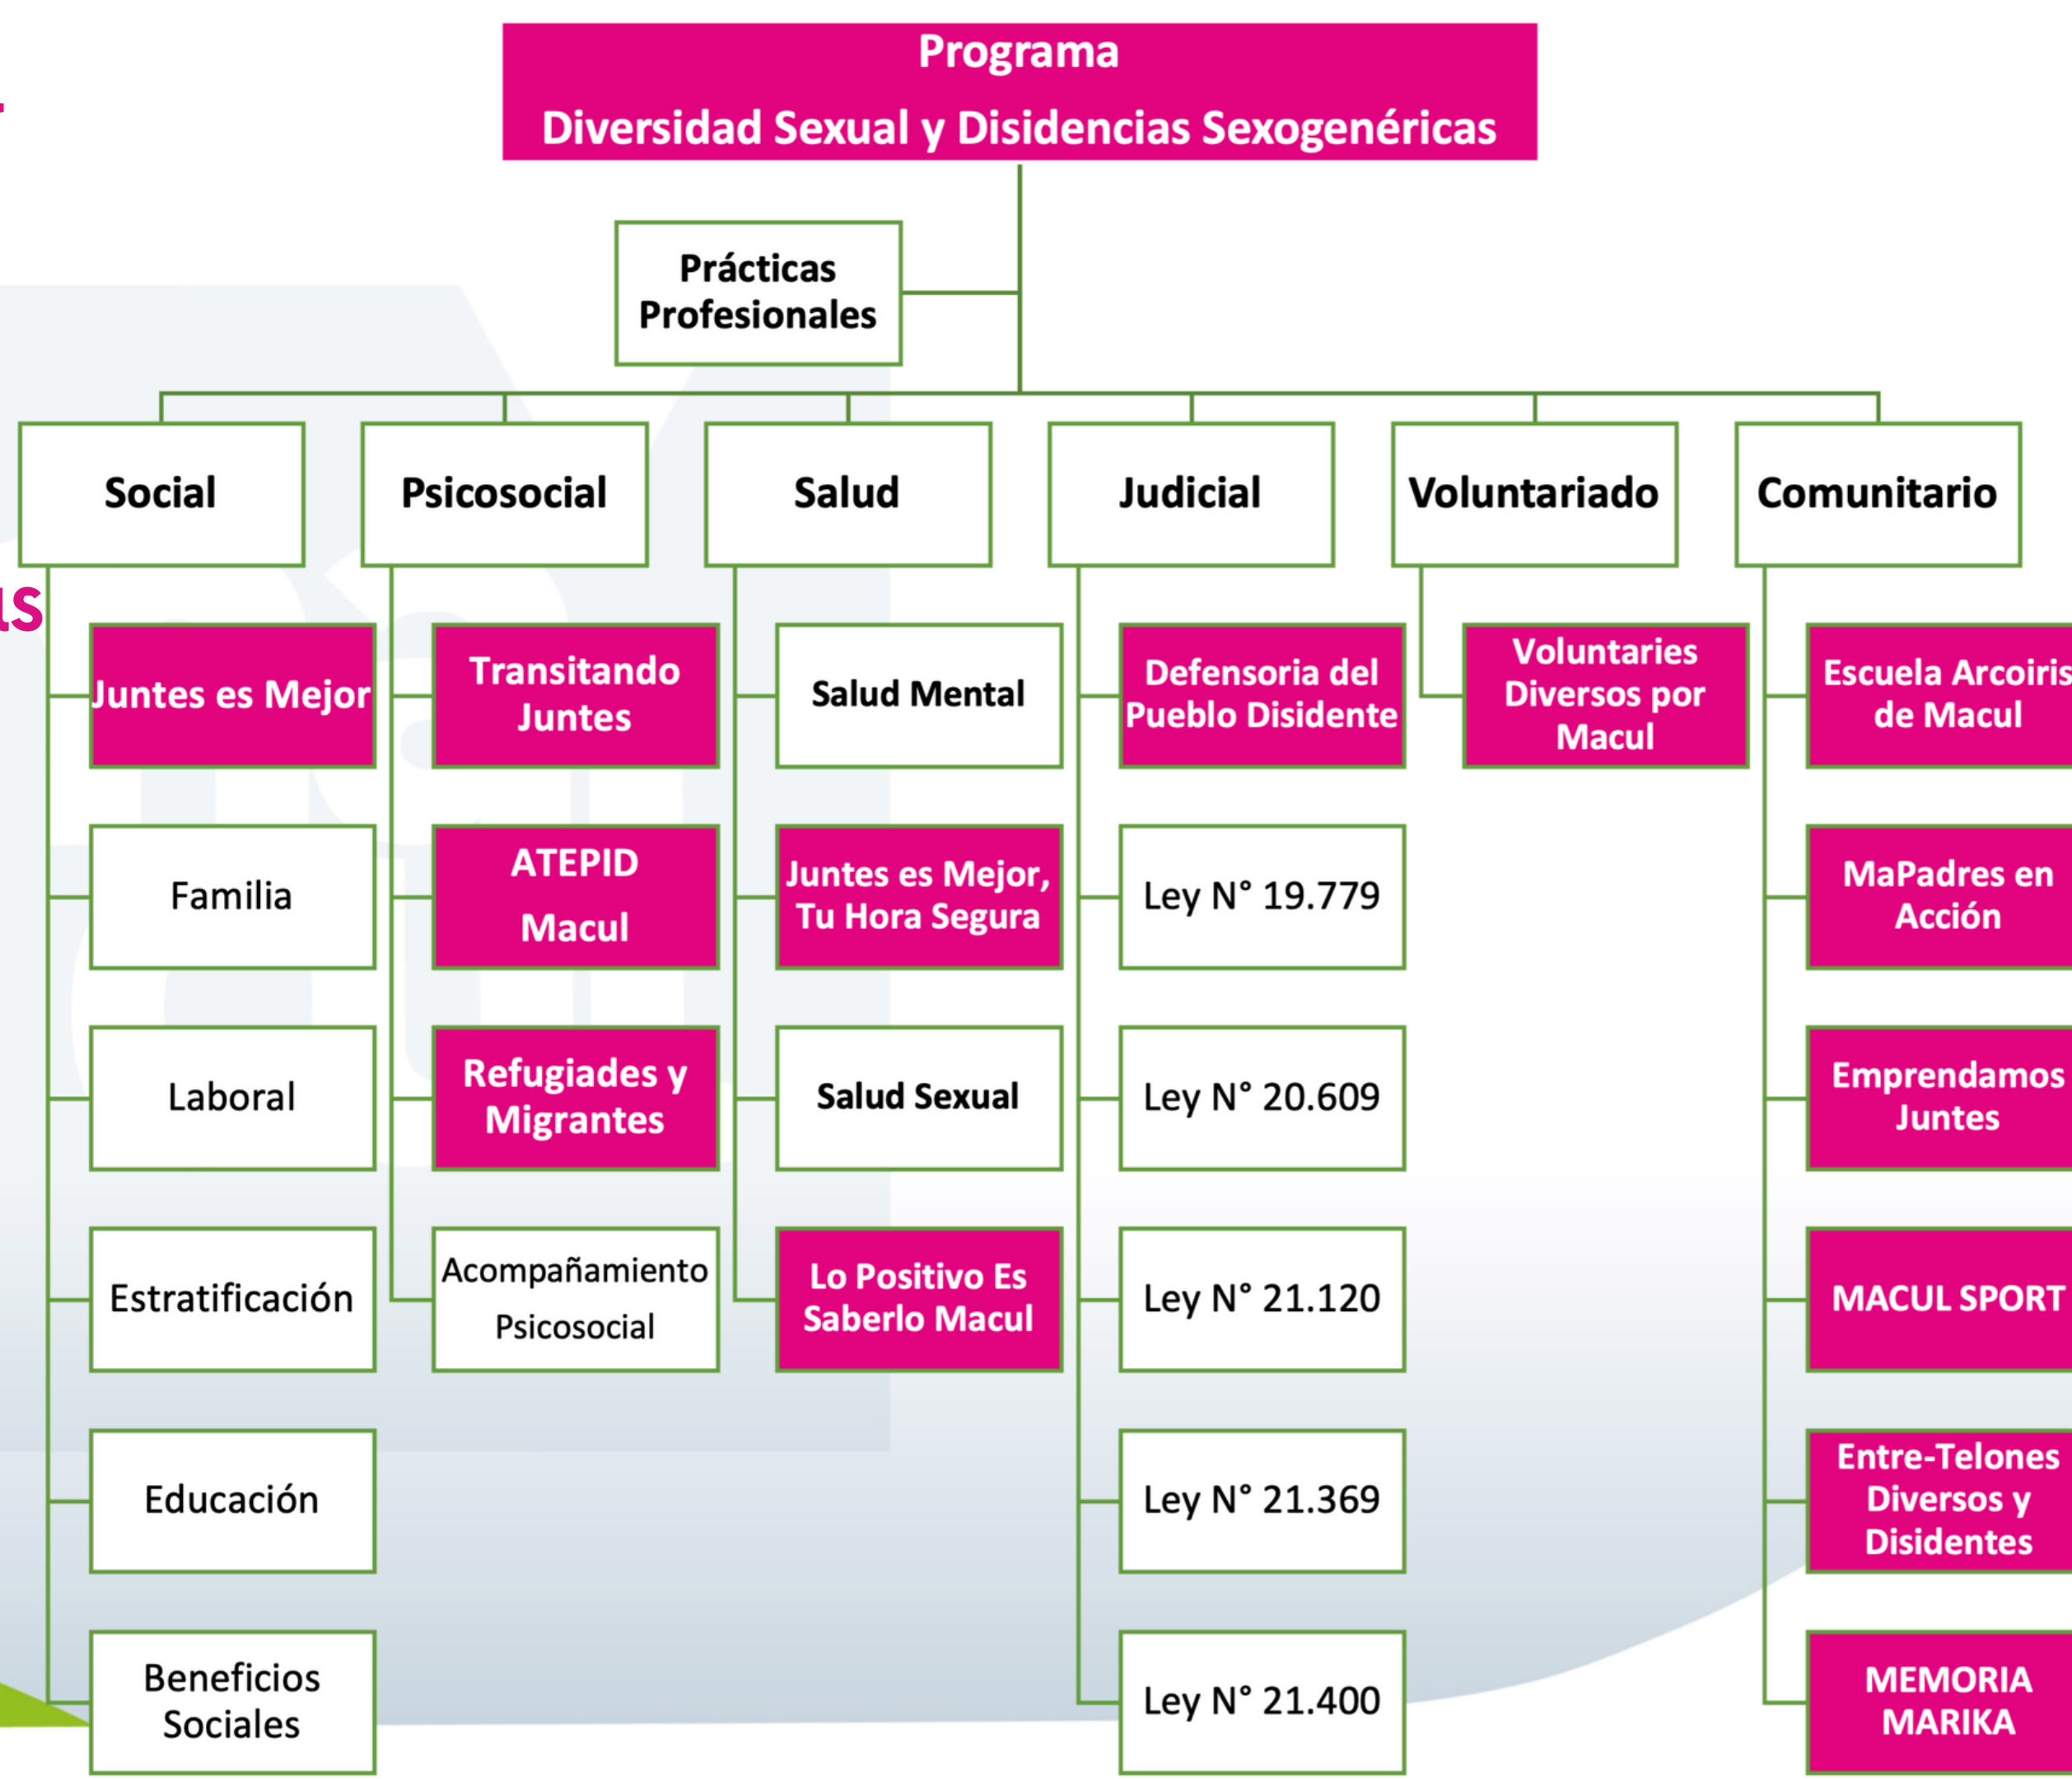 Programa
Diversidad Sexual y Disidencias Sexogenéricas
Prácticas
Profesionales
Social
Psicosocial
Salud
Judicial
Voluntariado
Comunitario
Juntes es Mejor
Familia
Laboral
Estratificación
Educación
Beneficios
Sociales
Transitando
Juntes
ATEPID
Macul
Refugiades y
Migrantes
Acompañamiento
Psicosocial
Salud Mental
Juntes es Mejor,
Tu Hora Segura
Salud Sexual
Lo Positivo Es
Saberlo Macul
Defensoria del
Pueblo Disidente
Ley N° 19.779
Ley N° 20.609
Ley N° 21.120
Ley N° 21.369
Ley N° 21.400
Voluntaries
Diversos por
Macul
Escuela Arcoiris
de Macul
MaPadres en
Acción
Emprendamos
Juntes
MACUL SPORT
Entre-Telones
Diversos y
Disidentes
MEMORIA
MARIKA